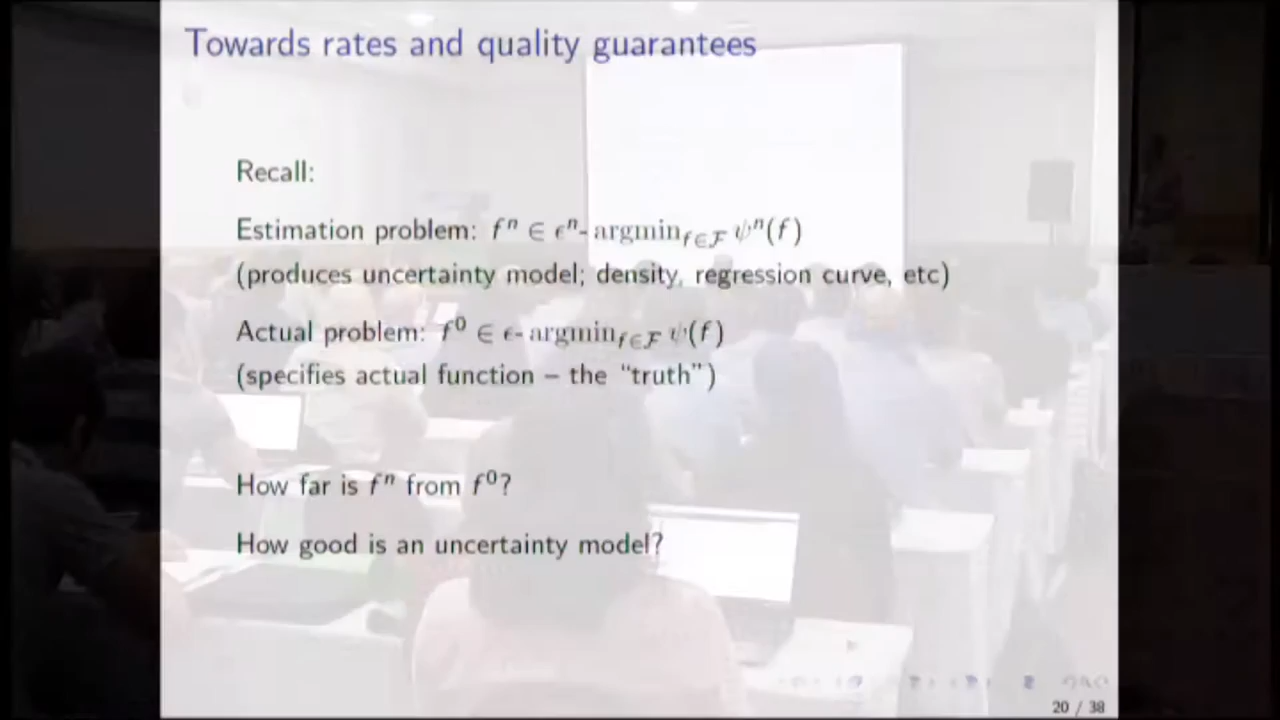 Towards rates and quality guarantees
Recall:
Estimation problem: fⁿ ∈ ϵⁿ- argmin_{f∈ℱ} ψⁿ(f)
(produces uncertainty model; density, regression curve, etc)
Actual problem: f⁰ ∈ ϵ- argmin_{f∈ℱ} ψ(f)
(specifies actual function – the “truth”)
How far is fⁿ from f⁰?
How good is an uncertainty model?
20 / 38